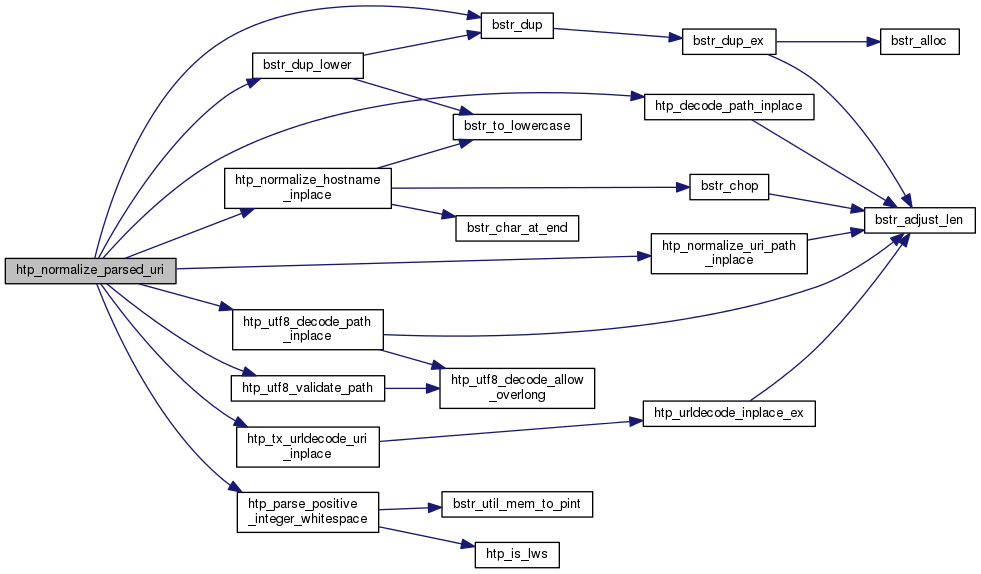 htp_normalize_parsed_uri
bstr_dup
bstr_dup_ex
bstr_alloc
bstr_dup_lower
htp_decode_path_inplace
bstr_to_lowercase
htp_normalize_hostname
_inplace
bstr_chop
bstr_char_at_end
bstr_adjust_len
htp_normalize_uri_path
_inplace
htp_utf8_decode_path
_inplace
htp_utf8_validate_path
htp_utf8_decode_allow
_overlong
htp_tx_urldecode_uri
_inplace
htp_urldecode_inplace_ex
htp_parse_positive
_integer_whitespace
bstr_util_mem_to_pint
htp_is_lws